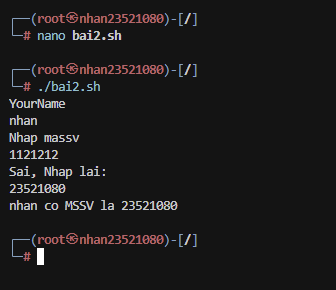 ┌──(root㉿nhan23521080)-[/]
└─# nano bai2.sh
┌──(root㉿nhan23521080)-[/]
└─# ./bai2.sh
YourName
nhan
Nhap massv
1121212
Sai, Nhap lai:
23521080
nhan co MSSV la 23521080
┌──(root㉿nhan23521080)-[/]
└─#